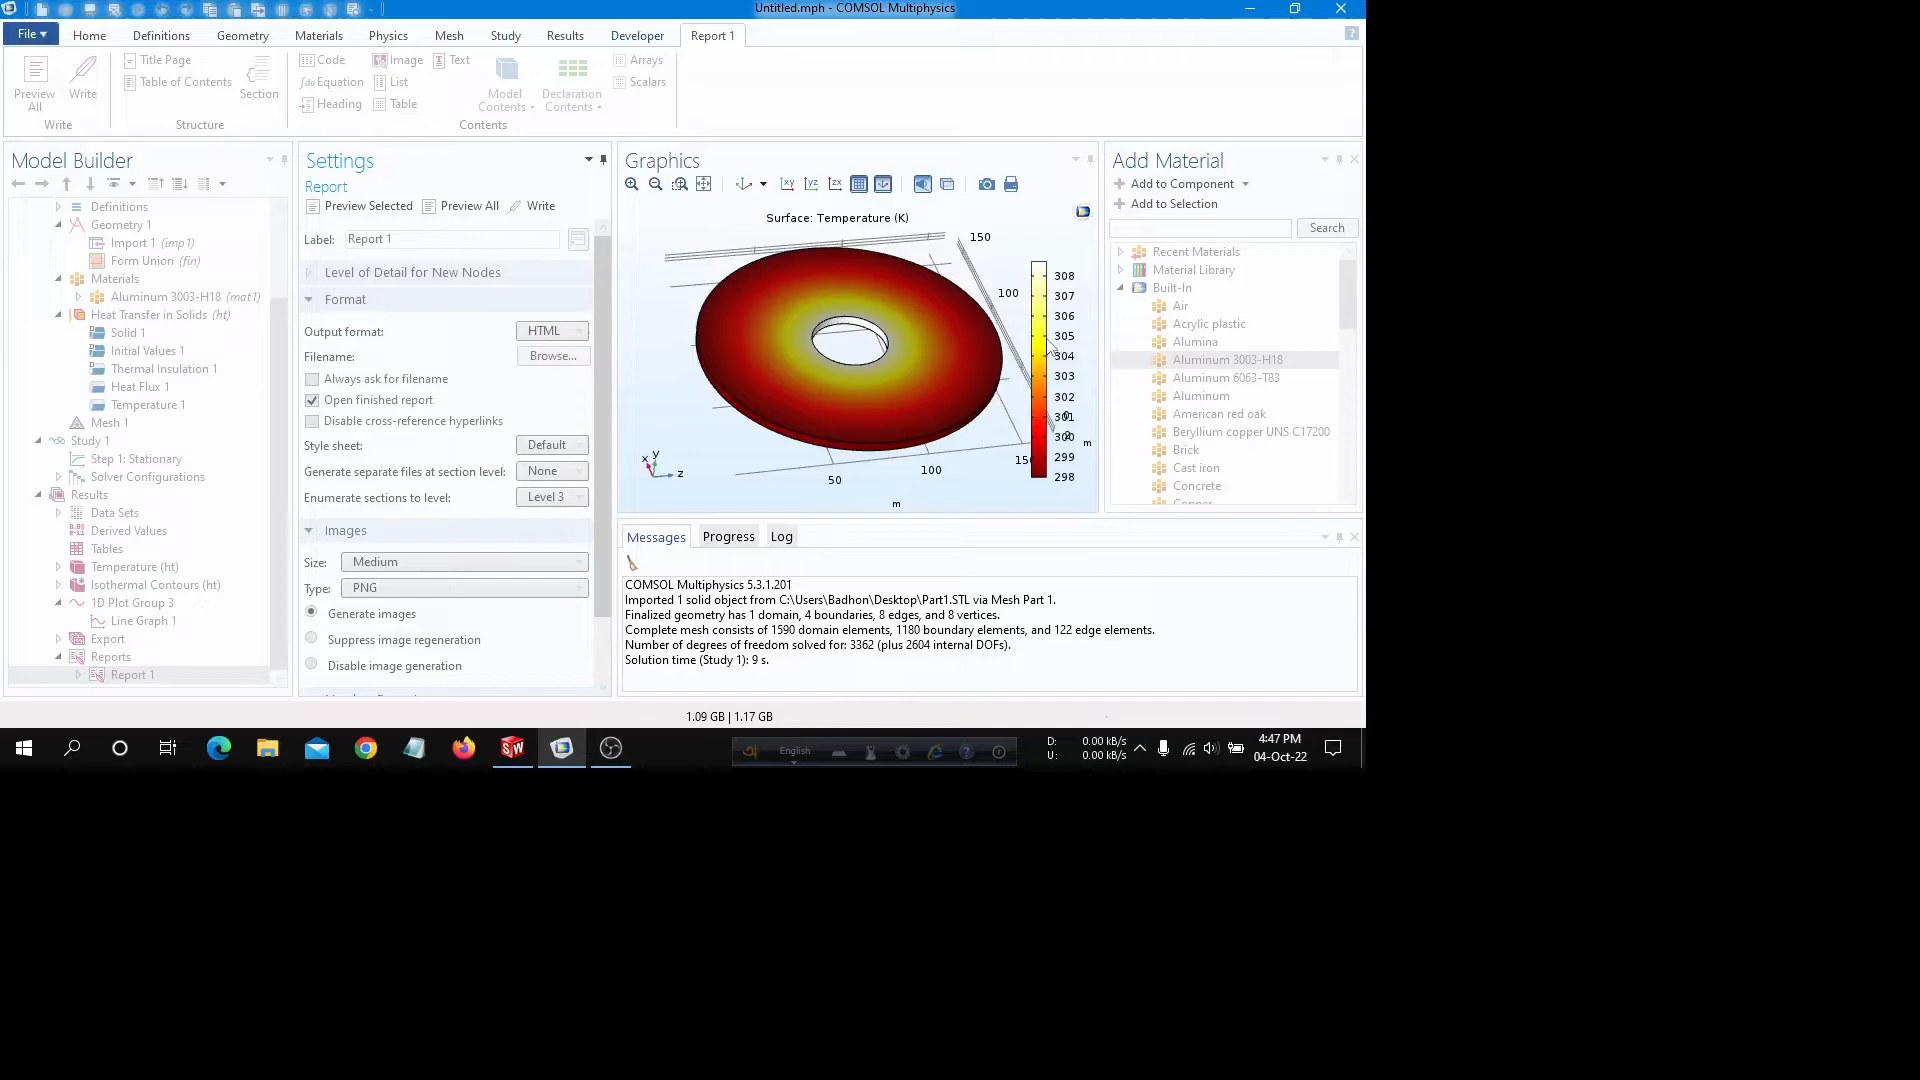 Untitled.mph - COMSOL Multiphysics
File
Home
Definitions
Geometry
Materials
Physics
Mesh
Study
Results
Developer
Report 1
Preview All
Write
Write
Title Page
Table of Contents
Section
Structure
Code
Equation
Heading
Image
List
Table
Text
Model Contents
Declaration Contents
Arrays
Scalars
Contents
Model Builder
Definitions
Geometry 1
Import 1 (imp1)
Form Union (fin)
Materials
Aluminum 3003-H18 (mat1)
Heat Transfer in Solids (ht)
Solid 1
Initial Values 1
Thermal Insulation 1
Heat Flux 1
Temperature 1
Mesh 1
Study 1
Step 1: Stationary
Solver Configurations
Results
Data Sets
8.85
e-12
Derived Values
Tables
Temperature (ht)
Isothermal Contours (ht)
1D Plot Group 3
Line Graph 1
Export
Reports
Report 1
Settings
Report
Preview Selected
Preview All
Write
Label: Report 1
Level of Detail for New Nodes
Format
Output format: HTML
Filename: Browse...
Always ask for filename
Open finished report
Disable cross-reference hyperlinks
Style sheet: Default
Generate separate files at section level: None
Enumerate sections to level: Level 3
Images
Size: Medium
Type: PNG
Generate images
Suppress image regeneration
Disable image generation
Graphics
xy yz zx
Surface: Temperature (K)
150
100
308
307
306
305
304
303
302
301
300
299
298
0
m
50
100
m
x y z
Add Material
Add to Component
Add to Selection
Search
Recent Materials
Material Library
Built-In
Air
Acrylic plastic
Alumina
Aluminum 3003-H18
Aluminum 6063-T83
Aluminum
American red oak
Beryllium copper UNS C17200
Brick
Cast iron
Concrete
Copper
Messages
Progress
Log
COMSOL Multiphysics 5.3.1.201
Imported 1 solid object from C:\Users\Badhon\Desktop\Part1.STL via Mesh Part 1.
Finalized geometry has 1 domain, 4 boundaries, 8 edges, and 8 vertices.
Complete mesh consists of 1590 domain elements, 1180 boundary elements, and 122 edge elements.
Number of degrees of freedom solved for: 3362 (plus 2604 internal DOFs).
Solution time (Study 1): 9 s.
1.09 GB | 1.17 GB
SW
অ
English
D: 0.00 kB/s
U: 0.00 kB/s
4:47 PM
04-Oct-22